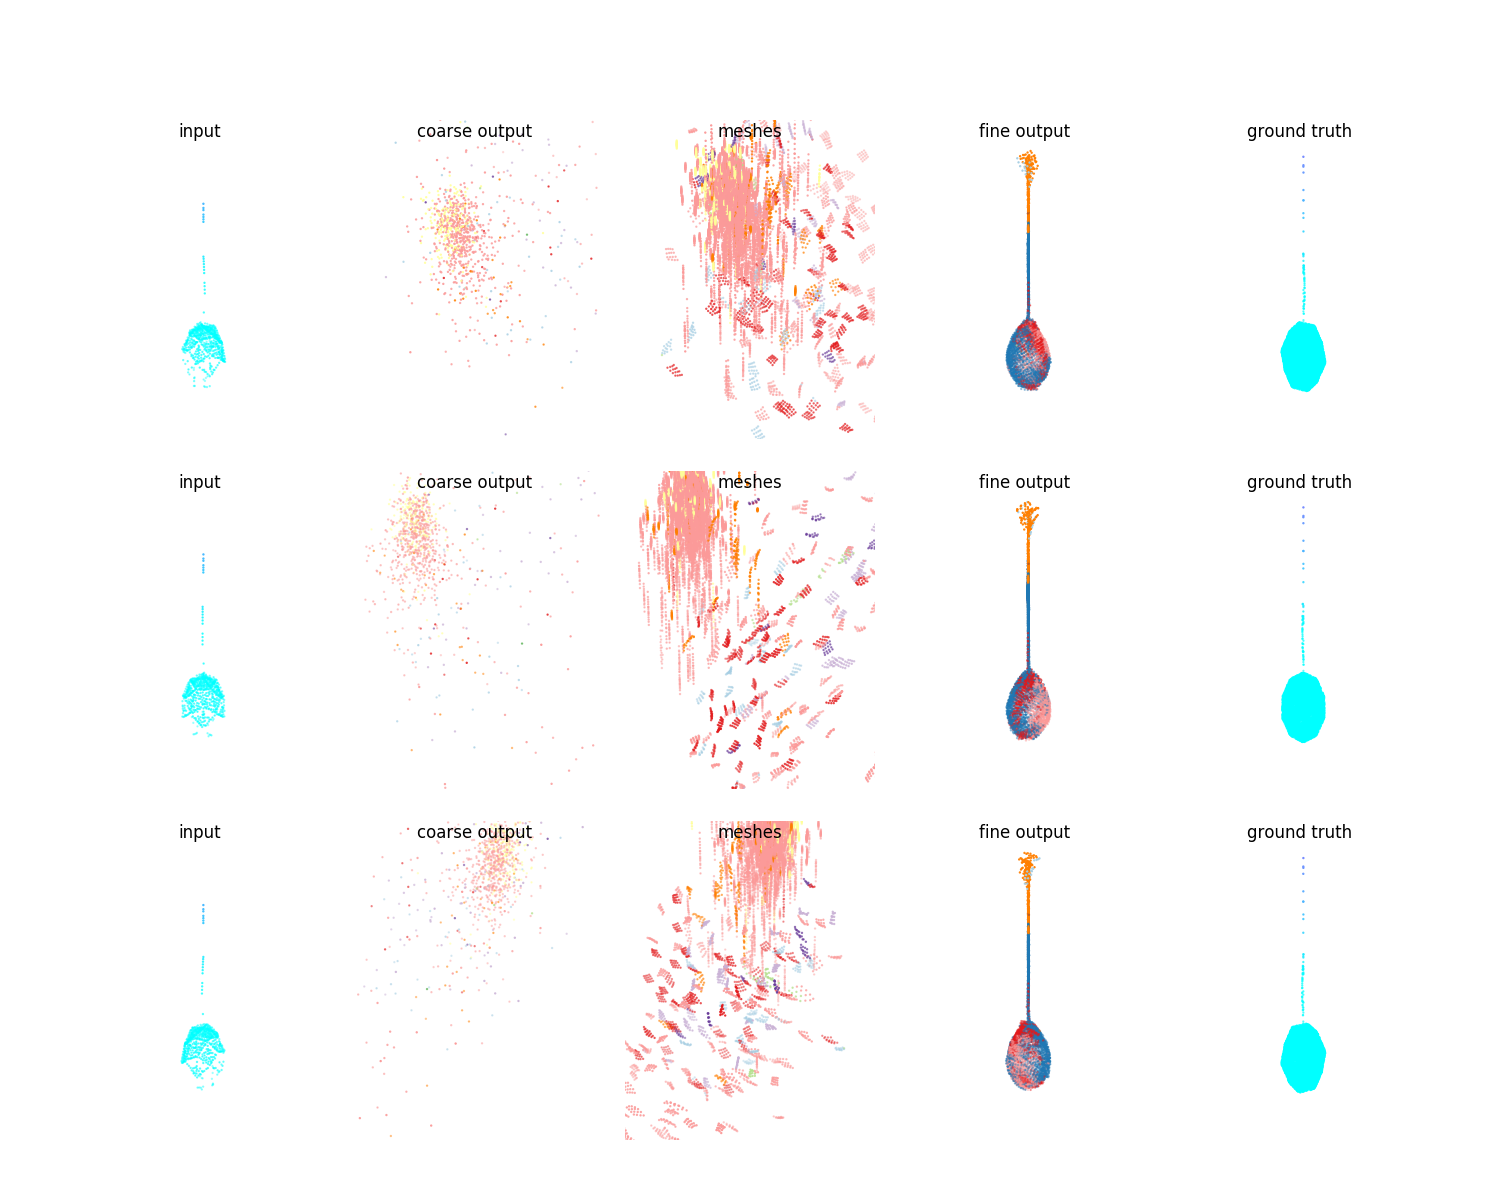 input
coarse output
meshes
fine output
ground truth
input
coarse output
meshes
fine output
ground truth
input
coarse output
meshes
fine output
ground truth